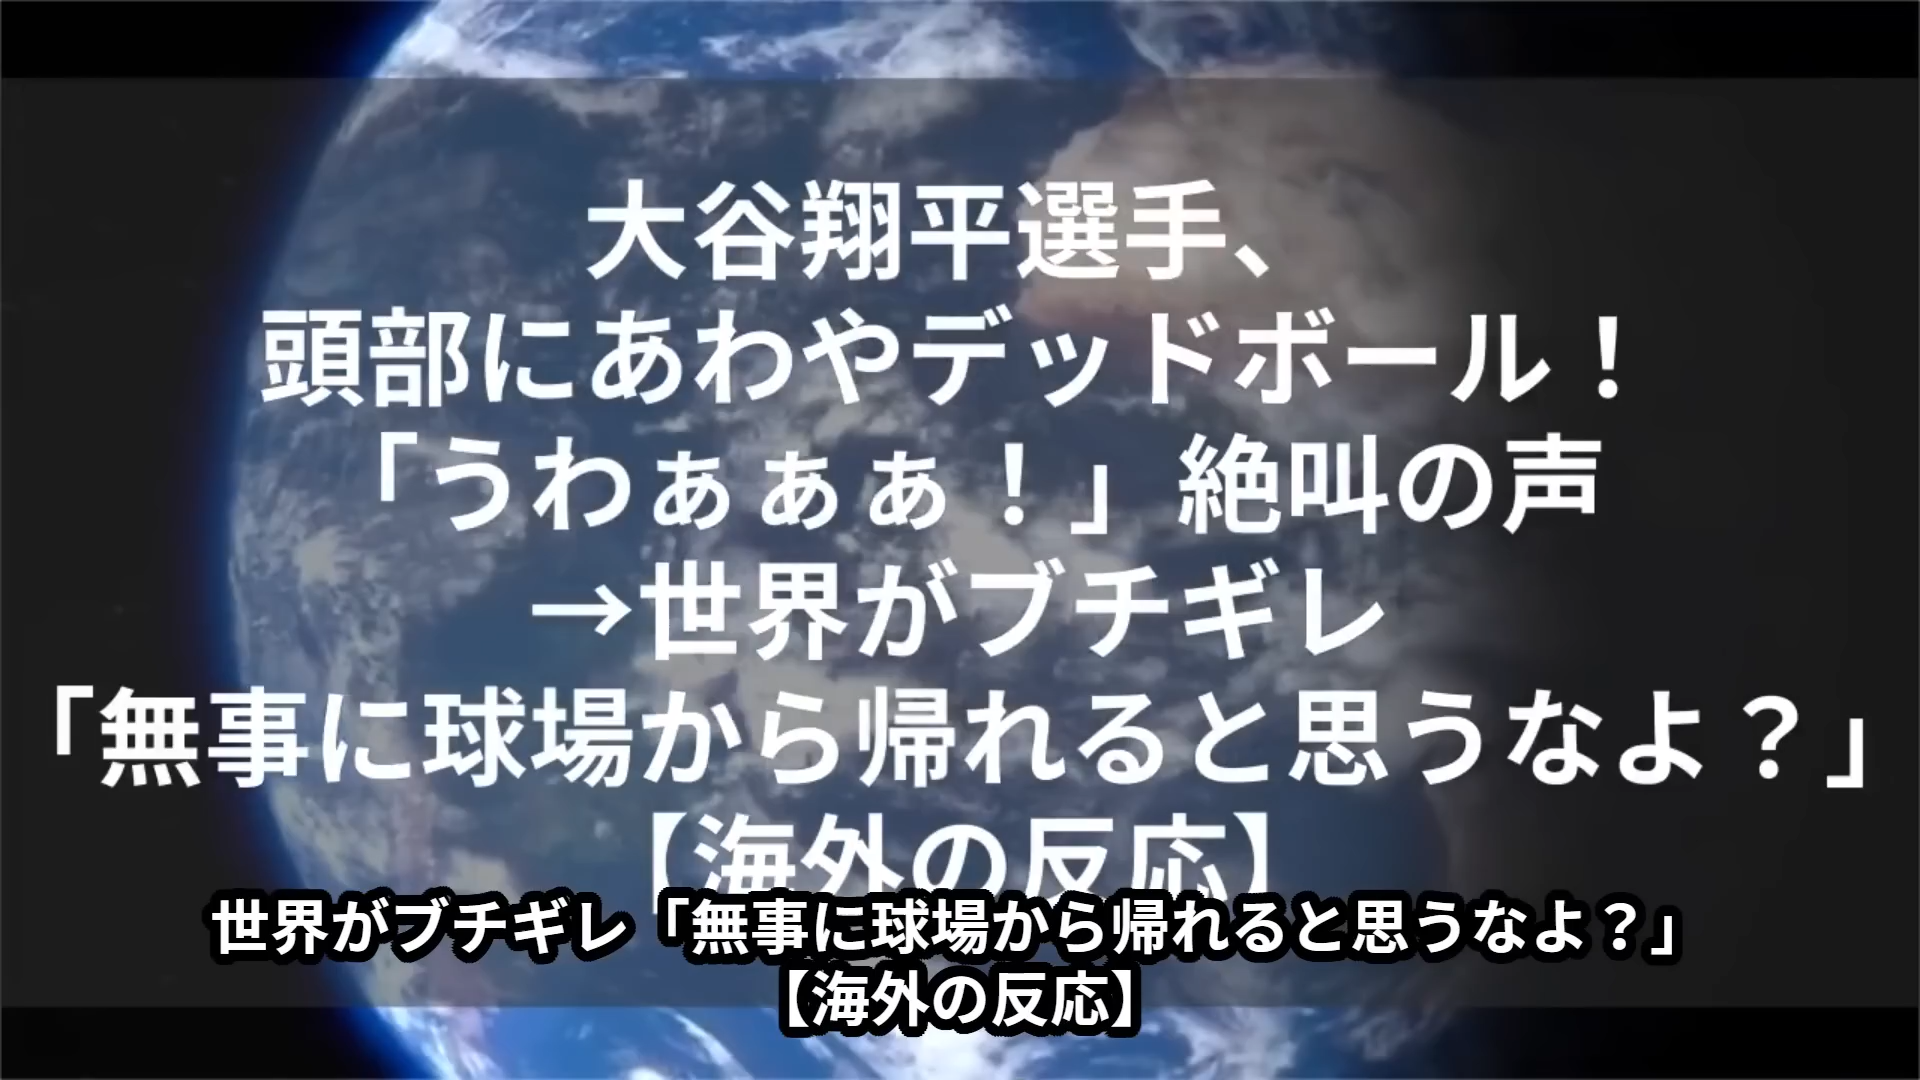 大谷翔平選手、
頭部にあわやデッドボール！
「うわぁぁぁ！」絶叫の声
→世界がブチギレ
「無事に球場から帰れると思うなよ？」
【海外の反応】
世界がブチギレ「無事に球場から帰れると思うなよ？」
【海外の反応】